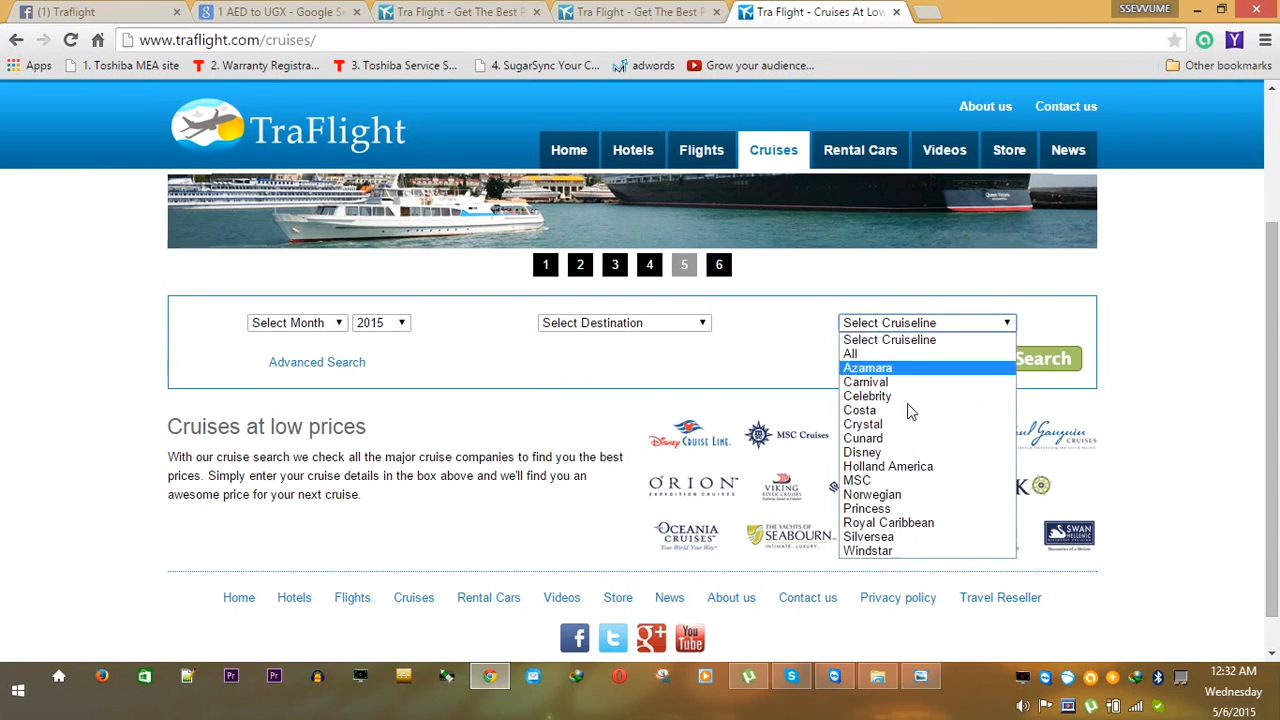 (1) Traflight
1 AED to UGX - Google Se
Tra Flight - Get The Best P
Tra Flight - Get The Best P
Tra Flight - Cruises At Low
SSEVVUME
www.traflight.com/cruises/
Apps
1. Toshiba MEA site
2. Warranty Registra...
3. Toshiba Service S...
4. SugarSync Your C...
adwords
Grow your audience...
Other bookmarks
About us
Contact us
TraFlight
Home
Hotels
Flights
Cruises
Rental Cars
Videos
Store
News
1
2
3
4
5
6
Select Month
2015
Select Destination
Select Cruiseline
Select Cruiseline
All
Azamara
Carnival
Celebrity
Costa
Crystal
Cunard
Disney
Holland America
MSC
Norwegian
Princess
Royal Caribbean
Silversea
Windstar
Advanced Search
Search
Cruises at low prices
With our cruise search we check all the major cruise companies to find you the best
prices. Simply enter your cruise details in the box above and we'll find you an
awesome price for your next cruise.
Disney CRUISE LINE
MSC CRUISES
Paul Gauguin
CRUISES
ORION
EXPEDITION CRUISES
VIKING
RIVER CRUISES
K
OCEANIA
CRUISES
Your World. Your Way.
THE YACHTS OF
SEABOURN
INTIMATE. LUXURY.
SWAN
HELLENIC
Home
Hotels
Flights
Cruises
Rental Cars
Videos
Store
News
About us
Contact us
Privacy policy
Travel Reseller
You
Tube
12:32 AM
Wednesday
5/6/2015